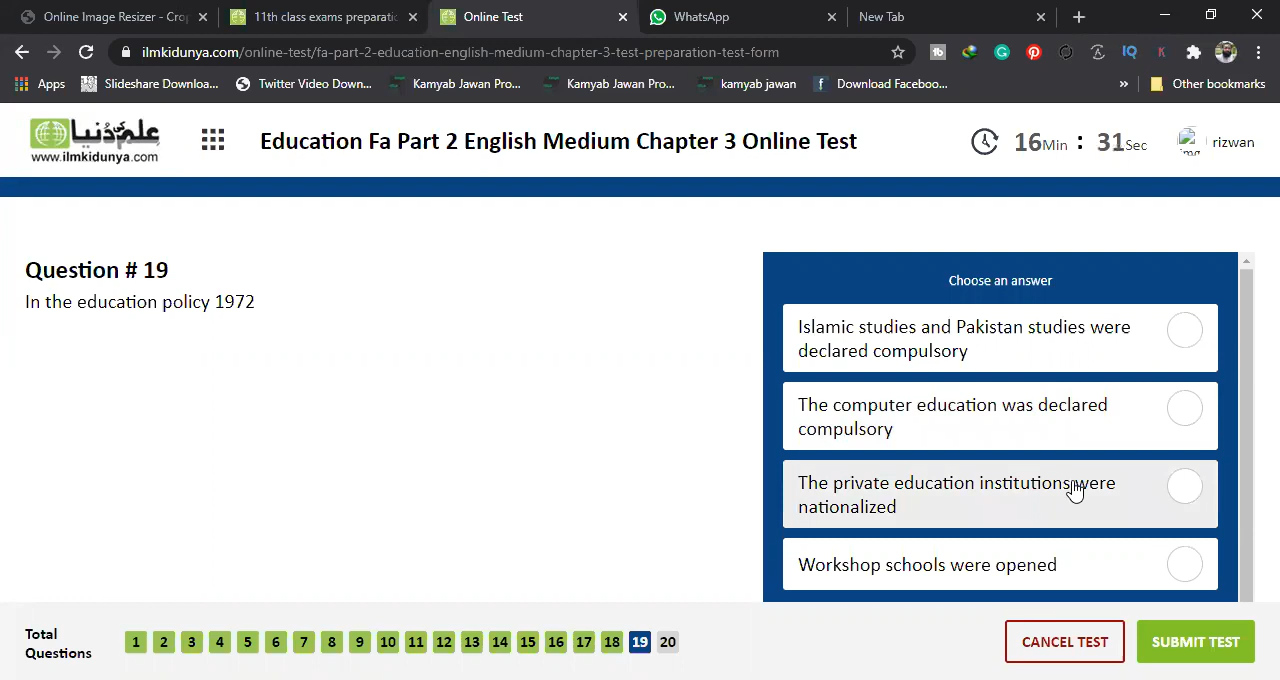 Online Image Resizer - Crop
11th class exams preparatio
Online Test
WhatsApp
New Tab
ilmkidunya.com/online-test/fa-part-2-education-english-medium-chapter-3-test-preparation-test-form
Apps
Slideshare Downloa...
Twitter Video Down...
Kamyab Jawan Pro...
Kamyab Jawan Pro...
kamyab jawan
Download Faceboo...
Other bookmarks
علم کی دنیا
www.ilmkidunya.com
Education Fa Part 2 English Medium Chapter 3 Online Test
16Min : 31Sec
rizwan
Question # 19
In the education policy 1972
Choose an answer
Islamic studies and Pakistan studies were
declared compulsory
The computer education was declared
compulsory
The private education institutions were
nationalized
Workshop schools were opened
Total
Questions
1 2 3 4 5 6 7 8 9 10 11 12 13 14 15 16 17 18 19 20
CANCEL TEST
SUBMIT TEST